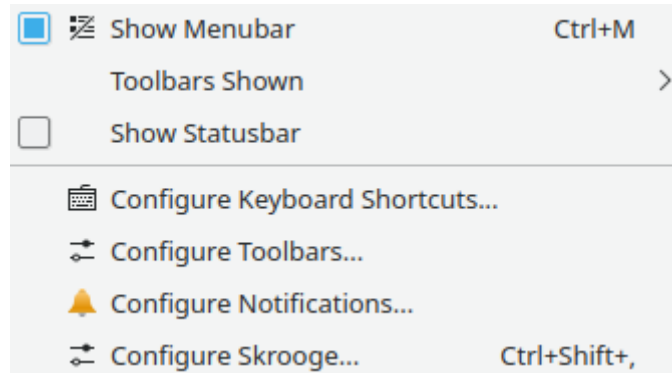 Show Menubar Ctrl+M
Toolbars Shown
Show Statusbar
Configure Keyboard Shortcuts...
Configure Toolbars...
Configure Notifications...
Configure Skrooge... Ctrl+Shift+,